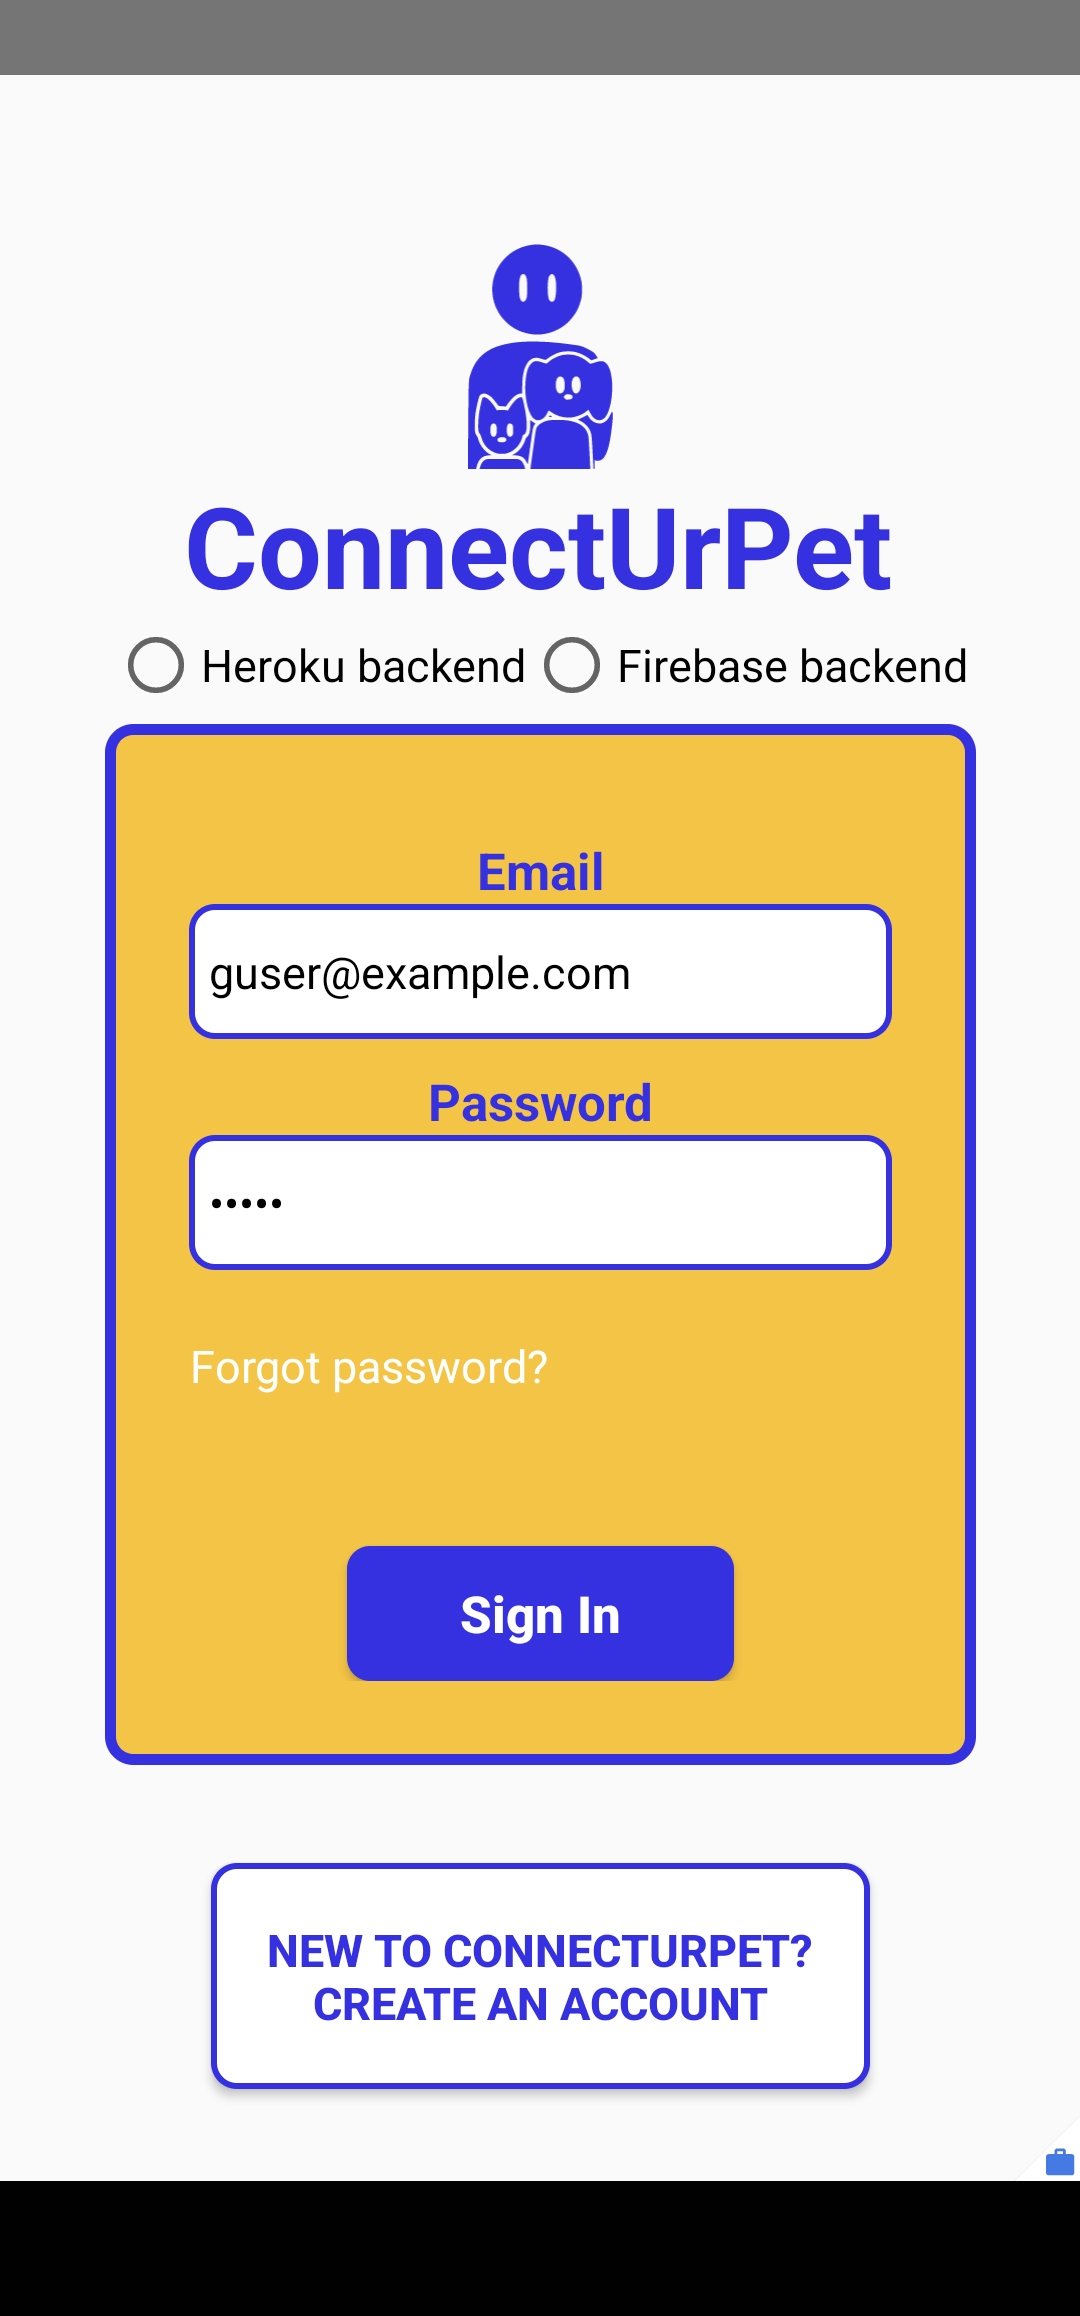 ConnectUrPet
Heroku backend Firebase backend
Email
guser@example.com
Password
•••••
Forgot password?
Sign In
NEW TO CONNECTURPET?
CREATE AN ACCOUNT